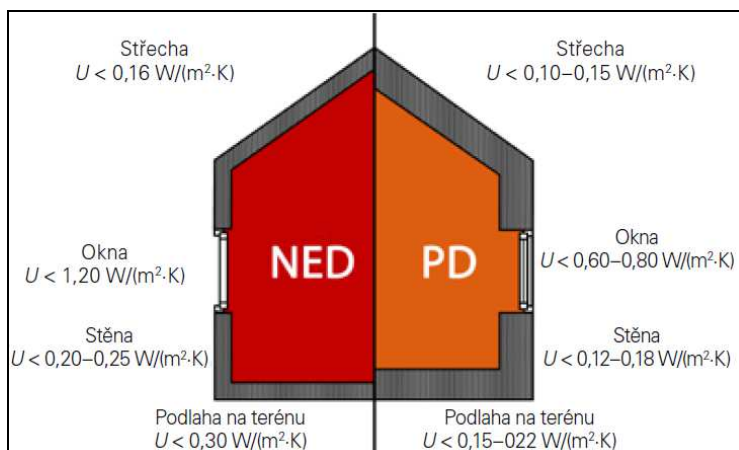 Střecha
U < 0,16 W/(m²·K)
Střecha
U < 0,10–0,15 W/(m²·K)
Okna
U < 1,20 W/(m²·K)
NED
PD
Okna
U < 0,60–0,80 W/(m²·K)
Stěna
U < 0,20–0,25 W/(m²·K)
Stěna
U < 0,12–0,18 W/(m²·K)
Podlaha na terénu
U < 0,30 W/(m²·K)
Podlaha na terénu
U < 0,15–022 W/(m²·K)